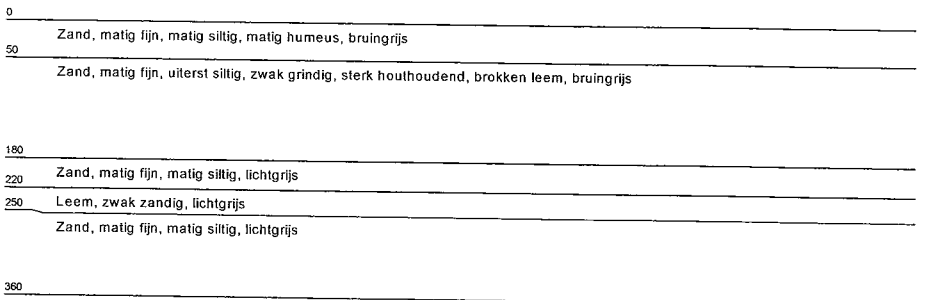 0
Zand, matig fijn, matig siltig, matig humeus, bruingrijs
50
Zand, matig fijn, uiterst siltig, zwak grindig, sterk houthoudend, brokken leem, bruingrijs
180
Zand, matig fijn, matig siltig, lichtgrijs
220
Leem, zwak zandig, lichtgrijs
250
Zand, matig fijn, matig siltig, lichtgrijs
360